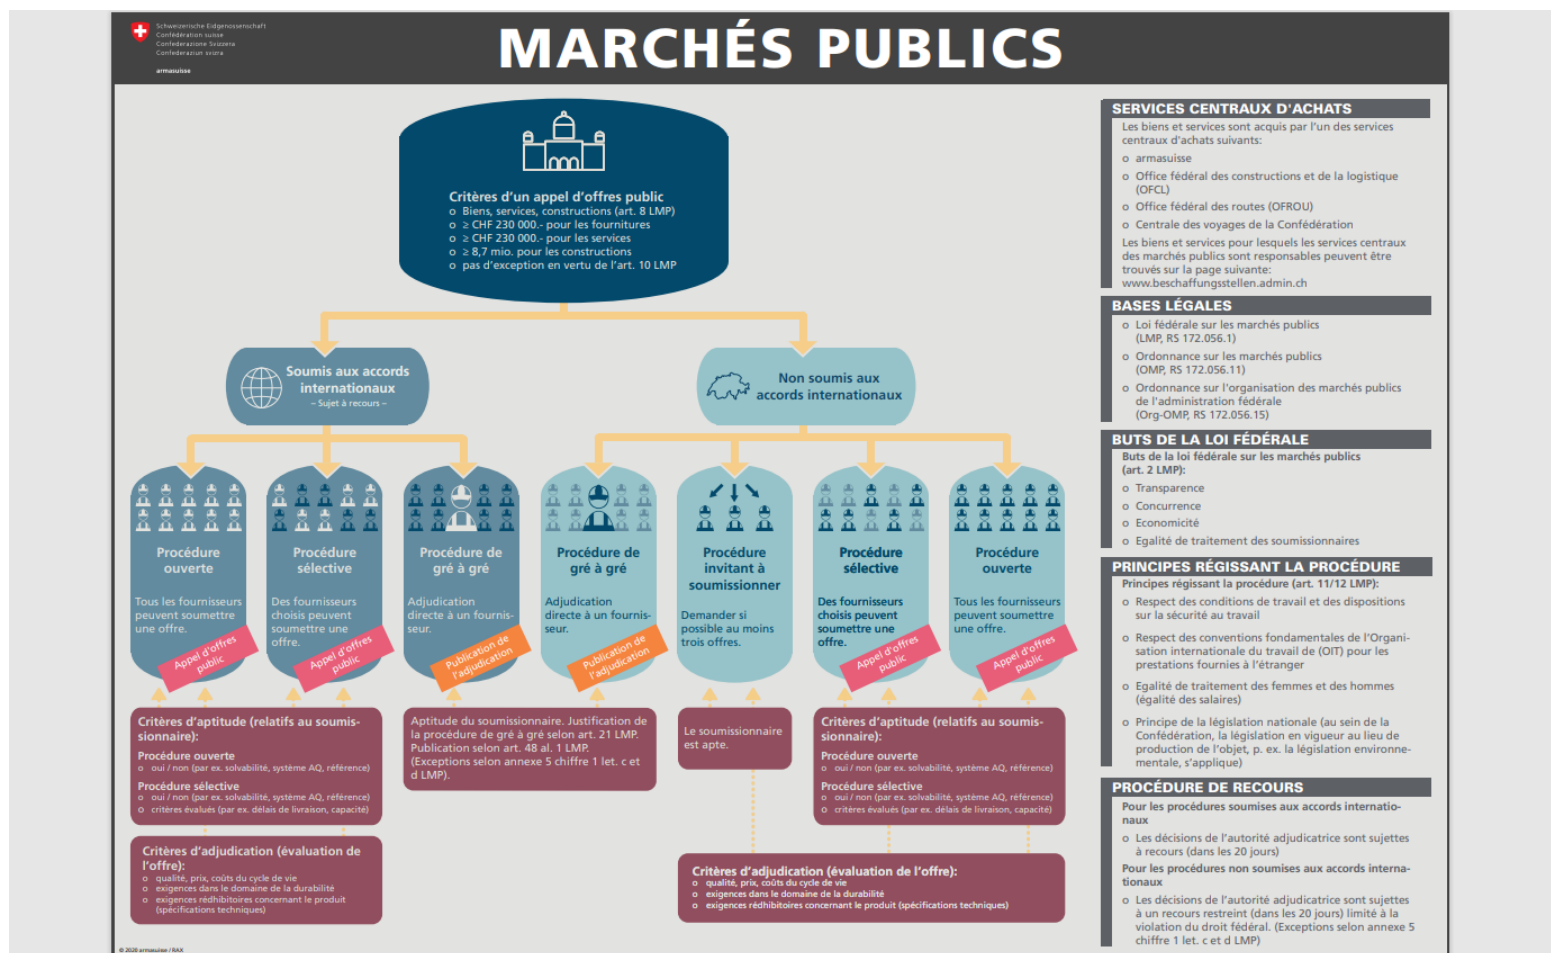 Schweizerische Eidgenossenschaft
Confédération suisse
Confederazione Svizzera
Confederaziun svizra
armasuisse
MARCHÉS PUBLICS
Critères d'un appel d'offres public
o Biens, services, constructions (art. 8 LMP)
o ≥ CHF 230 000.- pour les fournitures
o ≥ CHF 230 000.- pour les services
o ≥ 8,7 mio. pour les constructions
o pas d'exception en vertu de l'art. 10 LMP
Soumis aux accords
internationaux
– Sujet à recours –
Non soumis aux
accords internationaux
Procédure
ouverte
Tous les fournisseurs
peuvent soumettre
une offre.
Appel d'offres
public
Procédure
sélective
Des fournisseurs
choisis peuvent
soumettre une
offre.
Appel d'offres
public
Procédure de
gré à gré
Adjudication
directe à un fournis-
seur.
Publication de
l'adjudication
Procédure de
gré à gré
Adjudication
directe à un fournis-
seur.
Publication de
l'adjudication
Procédure
invitant à
soumissionner
Demander si
possible au moins
trois offres.
Procédure
sélective
Des fournisseurs
choisis peuvent
soumettre une
offre.
Appel d'offres
public
Procédure
ouverte
Tous les fournisseurs
peuvent soumettre
une offre.
Appel d'offres
public
Critères d'aptitude (relatifs au soumis-
sionnaire):
Procédure ouverte
o oui / non (par ex. solvabilité, système AQ, référence)
Procédure sélective
o oui / non (par ex. solvabilité, système AQ, référence)
o critères évalués (par ex. délais de livraison, capacité)
Aptitude du soumissionnaire. Justification de
la procédure de gré à gré selon art. 21 LMP.
Publication selon art. 48 al. 1 LMP.
(Exceptions selon annexe 5 chiffre 1 let. c et
d LMP).
Le soumissionnaire
est apte.
Critères d'aptitude (relatifs au soumis-
sionnaire):
Procédure ouverte
o oui / non (par ex. solvabilité, système AQ, référence)
Procédure sélective
o oui / non (par ex. solvabilité, système AQ, référence)
o critères évalués (par ex. délais de livraison, capacité)
Critères d'adjudication (évaluation de
l'offre):
o qualité, prix, coûts du cycle de vie
o exigences dans le domaine de la durabilité
o exigences rédhibitoires concernant le produit
(spécifications techniques)
Critères d'adjudication (évaluation de l'offre):
o qualité, prix, coûts du cycle de vie
o exigences dans le domaine de la durabilité
o exigences rédhibitoires concernant le produit (spécifications techniques)
© 2020 armasuisse / RAX
SERVICES CENTRAUX D'ACHATS
Les biens et services sont acquis par l'un des services
centraux d'achats suivants:
o armasuisse
o Office fédéral des constructions et de la logistique
(OFCL)
o Office fédéral des routes (OFROU)
o Centrale des voyages de la Confédération
Les biens et services pour lesquels les services centraux
des marchés publics sont responsables peuvent être
trouvés sur la page suivante:
www.beschaffungsstellen.admin.ch
BASES LÉGALES
o Loi fédérale sur les marchés publics
(LMP, RS 172.056.1)
o Ordonnance sur les marchés publics
(OMP, RS 172.056.11)
o Ordonnance sur l'organisation des marchés publics
de l'administration fédérale
(Org-OMP, RS 172.056.15)
BUTS DE LA LOI FÉDÉRALE
Buts de la loi fédérale sur les marchés publics
(art. 2 LMP):
o Transparence
o Concurrence
o Economicité
o Egalité de traitement des soumissionnaires
PRINCIPES RÉGISSANT LA PROCÉDURE
Principes régissant la procédure (art. 11/12 LMP):
o Respect des conditions de travail et des dispositions
sur la sécurité au travail
o Respect des conventions fondamentales de l'Organi-
sation internationale du travail de (OIT) pour les
prestations fournies à l'étranger
o Egalité de traitement des femmes et des hommes
(égalité des salaires)
o Principe de la législation nationale (au sein de la
Confédération, la législation en vigueur au lieu de
production de l'objet, p. ex. la législation environne-
mentale, s'applique)
PROCÉDURE DE RECOURS
Pour les procédures soumises aux accords internatio-
naux
o Les décisions de l'autorité adjudicatrice sont sujettes
à recours (dans les 20 jours)
Pour les procédures non soumises aux accords interna-
tionaux
o Les décisions de l'autorité adjudicatrice sont sujettes
à un recours restreint (dans les 20 jours) limité à la
violation du droit fédéral. (Exceptions selon annexe 5
chiffre 1 let. c et d LMP)